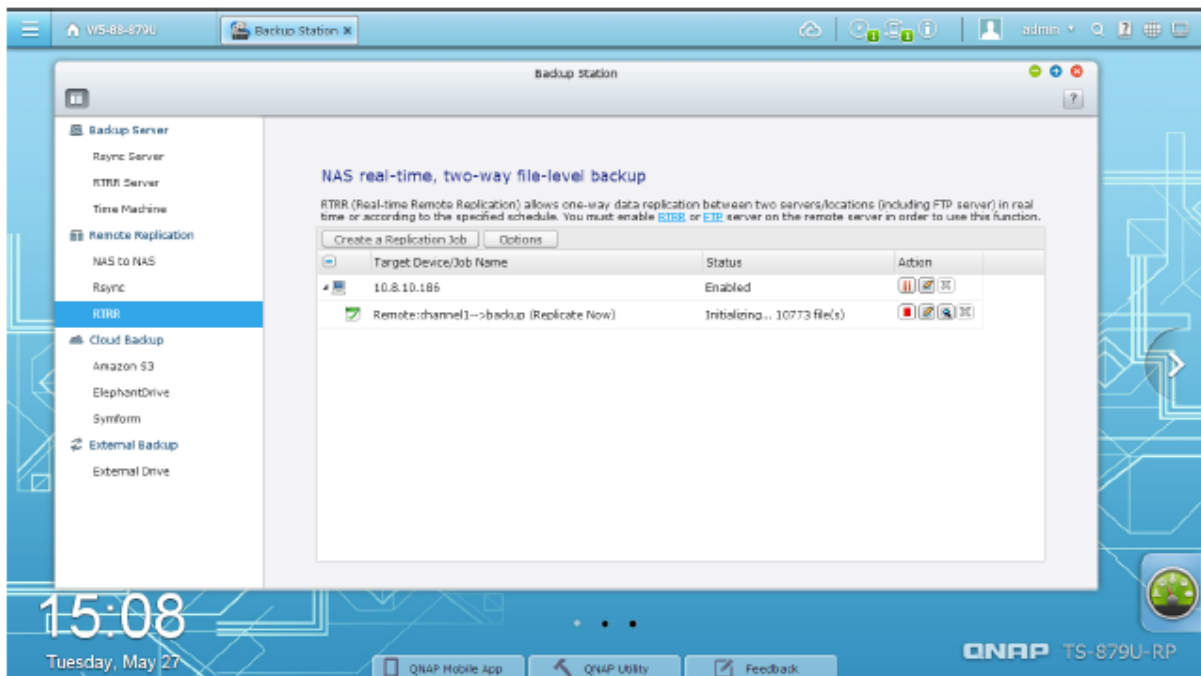 WS-BB-879U
Backup Station
1
1
admin
Backup Station
Backup Server
Rsync Server
RTRR Server
Time Machine
Remote Replication
NAS to NAS
Rsync
RTRR
Cloud Backup
Amazon S3
ElephantDrive
Symform
External Backup
External Drive
NAS real-time, two-way file-level backup
RTRR (Real-time Remote Replication) allows one-way data replication between two servers/locations (including FTP server) in real
time or according to the specified schedule. You must enable RTRR or FTP server on the remote server in order to use this function.
Create a Replication Job
Options
Target Device/Job Name
Status
Action
10.8.10.186
Enabled
Remote:channel1-->backup (Replicate Now)
Initializing... 10773 file(s)
15:08
Tuesday, May 27
QNAP Mobile App
QNAP Utility
Feedback
QNAP TS-879U-RP